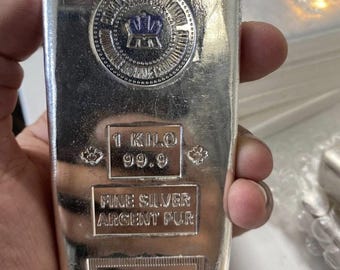 1 KILO
99.9
FINE SILVER
ARGENT PUR